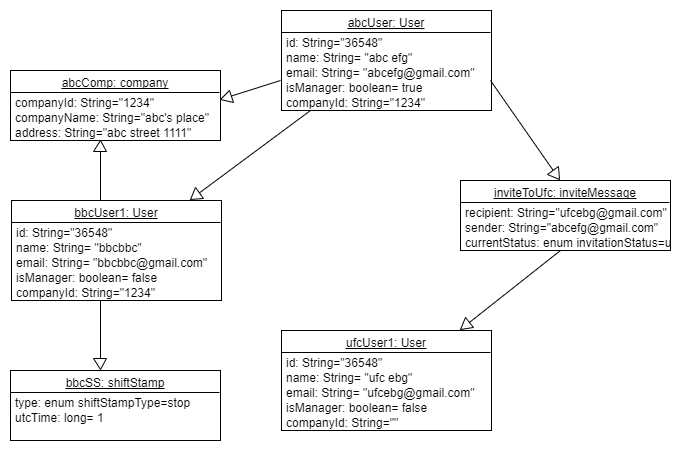 abcUser: User
id: String="36548"
name: String= "abc efg"
email: String= "abcefg@gmail.com"
isManager: boolean= true
companyId: String="1234"
abcComp: company
companyId: String="1234"
companyName: String="abc's place"
address: String="abc street 1111"
bbcUser1: User
id: String="36548"
name: String= "bbcbbc"
email: String= "bbcbbc@gmail.com"
isManager: boolean= false
companyId: String="1234"
inviteToUfc: inviteMessage
recipient: String="ufcebg@gmail.com"
sender: String="abcefg@gmail.com"
currentStatus: enum invitationStatus=u
ufcUser1: User
id: String="36548"
name: String= "ufc ebg"
email: String= "ufcebg@gmail.com"
isManager: boolean= false
companyId: String=""
bbcSS: shiftStamp
type: enum shiftStampType=stop
utcTime: long= 1